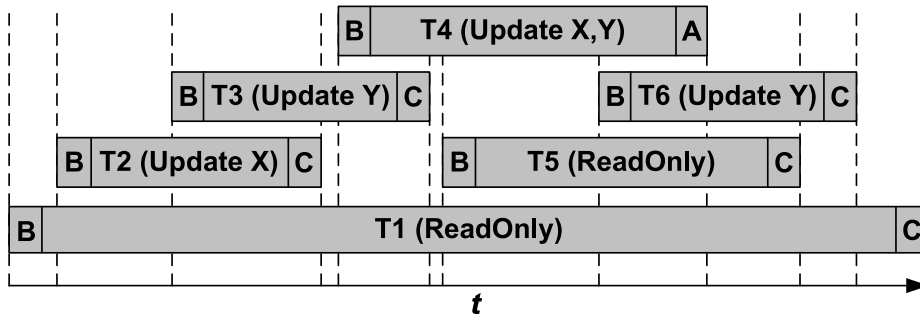 B T4 (Update X,Y) A
B T3 (Update Y) C B T6 (Update Y) C
B T2 (Update X) C B T5 (ReadOnly) C
B T1 (ReadOnly) C
t